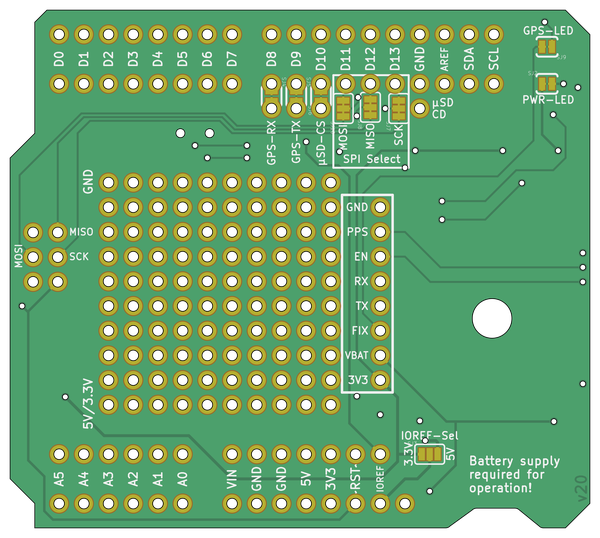 GPS-LED
D0 D1 D2 D3 D4 D5 D6 D7 D8 D9 D10 D11 D12 D13 GND AREF SDA SCL
PWR-LED
µSD
CD
GPS-RX GPS-TX µSD-CS MOSI MISO SCK
SPI Select
GND
GND
MOSI
MISO
PPS
SCK
EN
RX
TX
FIX
VBAT
3V3
5V/3.3V
IOREF-Sel
3.3V
5V
A5 A4 A3 A2 A1 A0 VIN GND GND 5V 3V3 -RST- IOREF
Battery supply
required for
operation!
v20